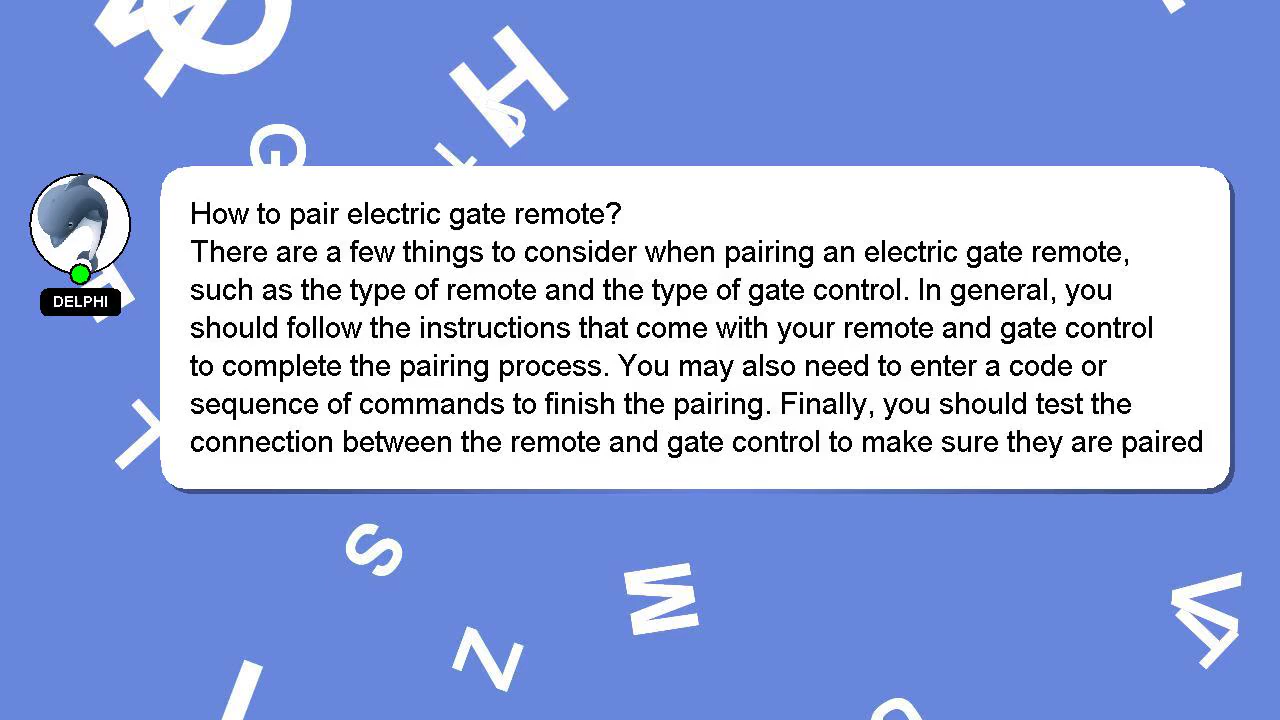 How to pair electric gate remote?
There are a few things to consider when pairing an electric gate remote,
such as the type of remote and the type of gate control. In general, you
should follow the instructions that come with your remote and gate control
to complete the pairing process. You may also need to enter a code or
sequence of commands to finish the pairing. Finally, you should test the
connection between the remote and gate control to make sure they are paired
DELPHI
H
G
S
M
Z